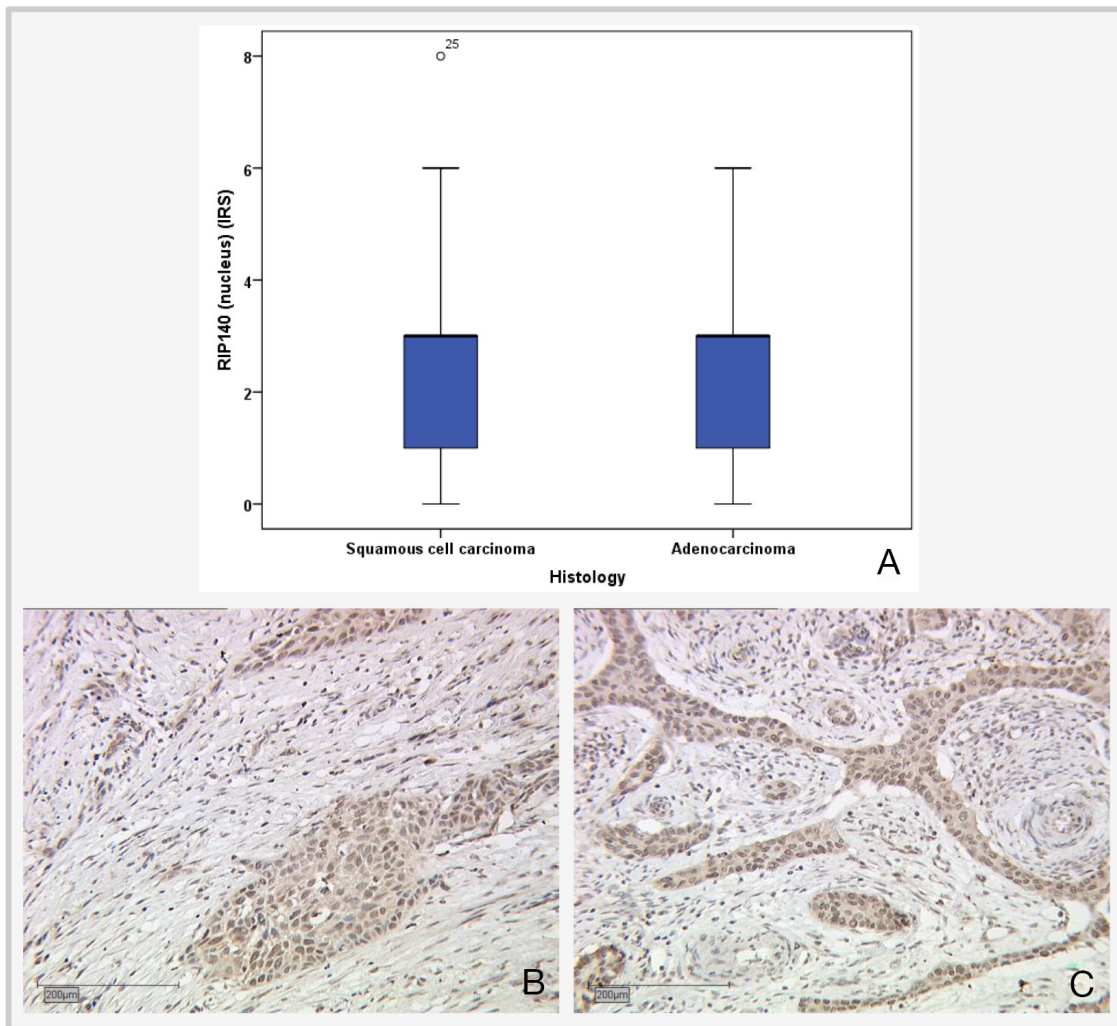 25
8
6
4
2
0
RIP140 (nucleus) (IRS)
Squamous cell carcinoma
Adenocarcinoma
Histology
A
200µm
B
200µm
C